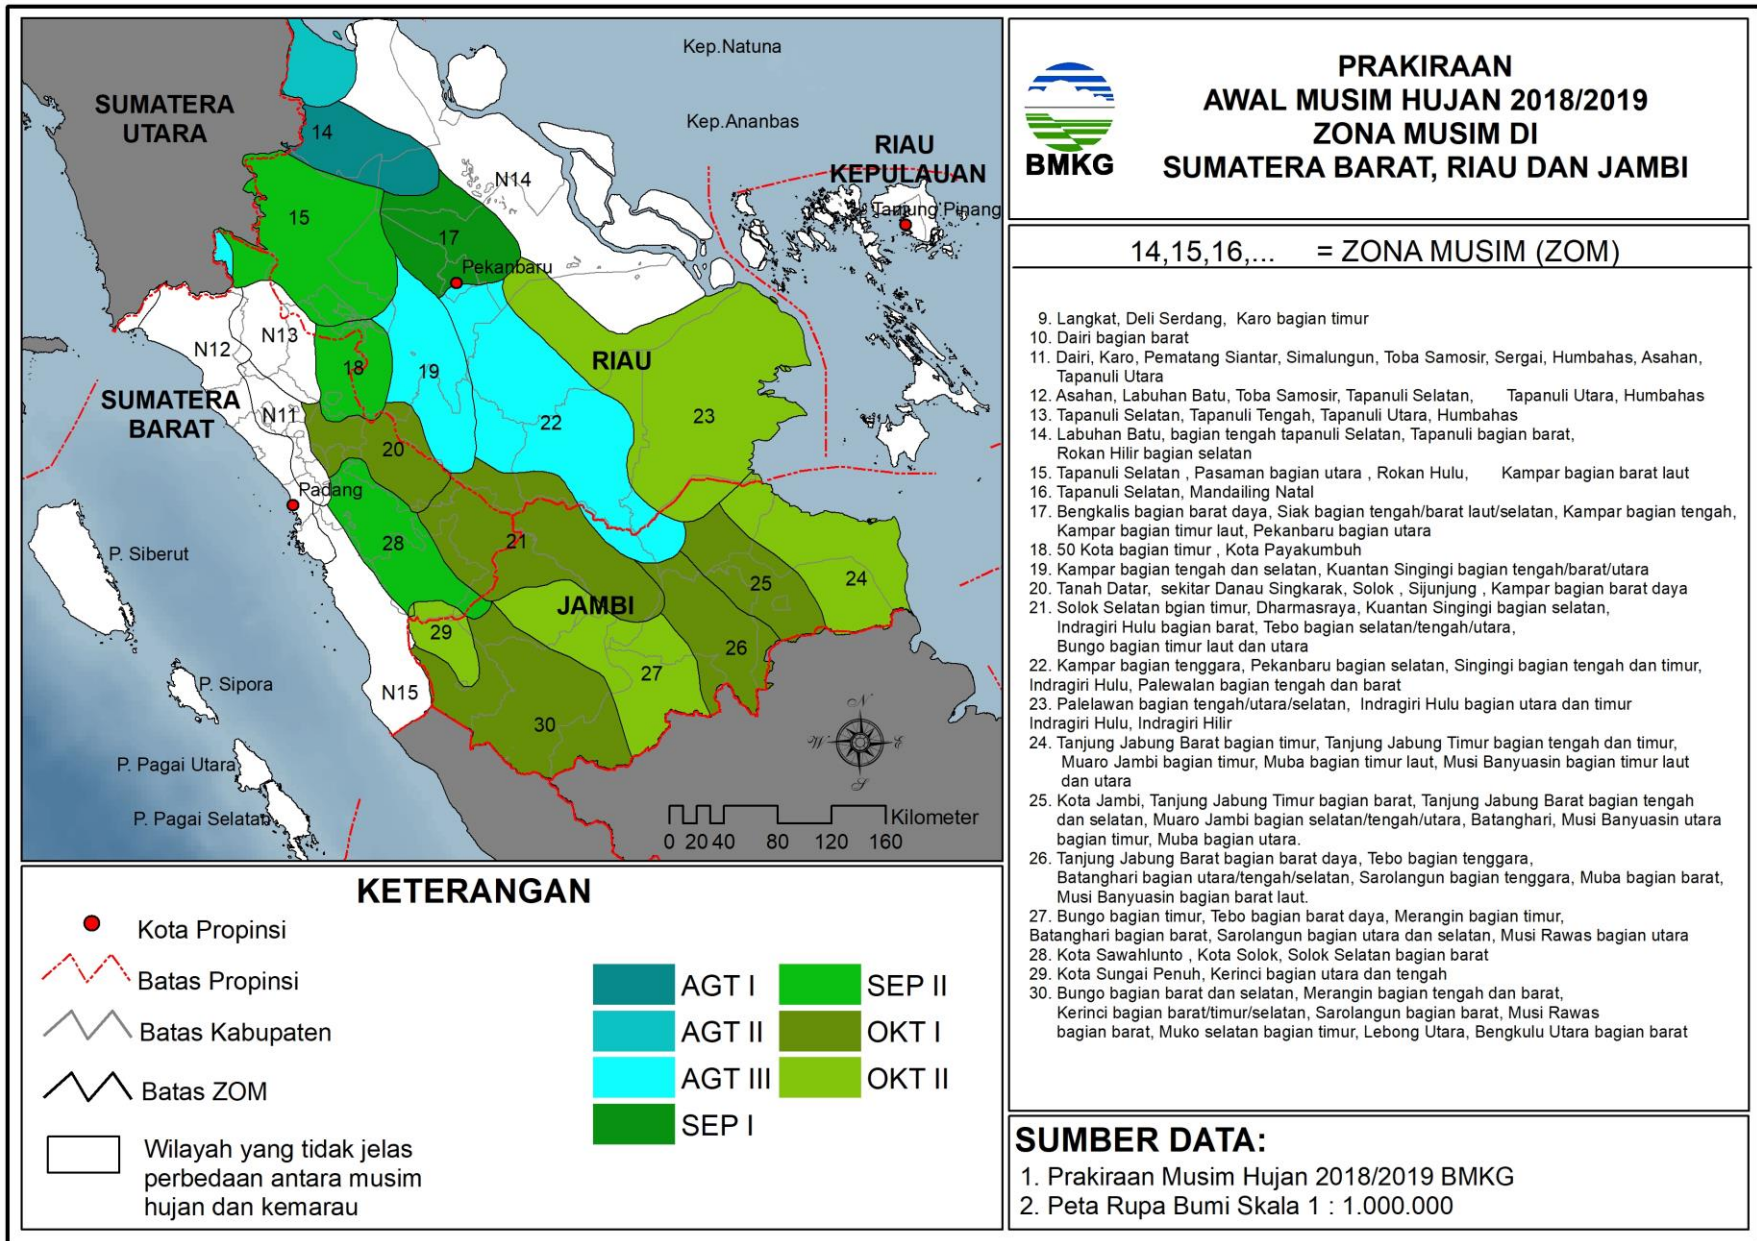 SUMATERA
UTARA
Kep.Natuna
Kep.Ananbas
RIAU
KEPULAUAN
Tanjung Pinang
14
N14
15
17
Pekanbaru
N13
N12
18
19
RIAU
SUMATERA
BARAT
N11
22
23
20
Padang
P. Siberut
28
21
25
24
JAMBI
29
26
27
P. Sipora
N15
30
N
W
E
S
P. Pagai Utara
P. Pagai Selatan
Kilometer
0 20 40 80 120 160
BMKG
PRAKIRAAN
AWAL MUSIM HUJAN 2018/2019
ZONA MUSIM DI
SUMATERA BARAT, RIAU DAN JAMBI
14,15,16,... = ZONA MUSIM (ZOM)
9. Langkat, Deli Serdang, Karo bagian timur
10. Dairi bagian barat
11. Dairi, Karo, Pematang Siantar, Simalungun, Toba Samosir, Sergai, Humbahas, Asahan,
Tapanuli Utara
12. Asahan, Labuhan Batu, Toba Samosir, Tapanuli Selatan, Tapanuli Utara, Humbahas
13. Tapanuli Selatan, Tapanuli Tengah, Tapanuli Utara, Humbahas
14. Labuhan Batu, bagian tengah tapanuli Selatan, Tapanuli bagian barat,
Rokan Hilir bagian selatan
15. Tapanuli Selatan , Pasaman bagian utara , Rokan Hulu, Kampar bagian barat laut
16. Tapanuli Selatan, Mandailing Natal
17. Bengkalis bagian barat daya, Siak bagian tengah/barat laut/selatan, Kampar bagian tengah,
Kampar bagian timur laut, Pekanbaru bagian utara
18. 50 Kota bagian timur , Kota Payakumbuh
19. Kampar bagian tengah dan selatan, Kuantan Singingi bagian tengah/barat/utara
20. Tanah Datar, sekitar Danau Singkarak, Solok , Sijunjung , Kampar bagian barat daya
21. Solok Selatan bgian timur, Dharmasraya, Kuantan Singingi bagian selatan,
Indragiri Hulu bagian barat, Tebo bagian selatan/tengah/utara,
Bungo bagian timur laut dan utara
22. Kampar bagian tenggara, Pekanbaru bagian selatan, Singingi bagian tengah dan timur,
Indragiri Hulu, Palewalan bagian tengah dan barat
23. Palelawan bagian tengah/utara/selatan, Indragiri Hulu bagian utara dan timur
Indragiri Hulu, Indragiri Hilir
24. Tanjung Jabung Barat bagian timur, Tanjung Jabung Timur bagian tengah dan timur,
Muaro Jambi bagian timur, Muba bagian timur laut, Musi Banyuasin bagian timur laut
dan utara
25. Kota Jambi, Tanjung Jabung Timur bagian barat, Tanjung Jabung Barat bagian tengah
dan selatan, Muaro Jambi bagian selatan/tengah/utara, Batanghari, Musi Banyuasin utara
bagian timur, Muba bagian utara.
26. Tanjung Jabung Barat bagian barat daya, Tebo bagian tenggara,
Batanghari bagian utara/tengah/selatan, Sarolangun bagian tenggara, Muba bagian barat,
Musi Banyuasin bagian barat laut.
27. Bungo bagian timur, Tebo bagian barat daya, Merangin bagian timur,
Batanghari bagian barat, Sarolangun bagian utara dan selatan, Musi Rawas bagian utara
28. Kota Sawahlunto , Kota Solok, Solok Selatan bagian barat
29. Kota Sungai Penuh, Kerinci bagian utara dan tengah
30. Bungo bagian barat dan selatan, Merangin bagian tengah dan barat,
Kerinci bagian barat/timur/selatan, Sarolangun bagian barat, Musi Rawas
bagian barat, Muko selatan bagian timur, Lebong Utara, Bengkulu Utara bagian barat
KETERANGAN
Kota Propinsi
Batas Propinsi
Batas Kabupaten
Batas ZOM
Wilayah yang tidak jelas
perbedaan antara musim
hujan dan kemarau
AGT I
AGT II
AGT III
SEP I
SEP II
OKT I
OKT II
SUMBER DATA:
1. Prakiraan Musim Hujan 2018/2019 BMKG
2. Peta Rupa Bumi Skala 1 : 1.000.000